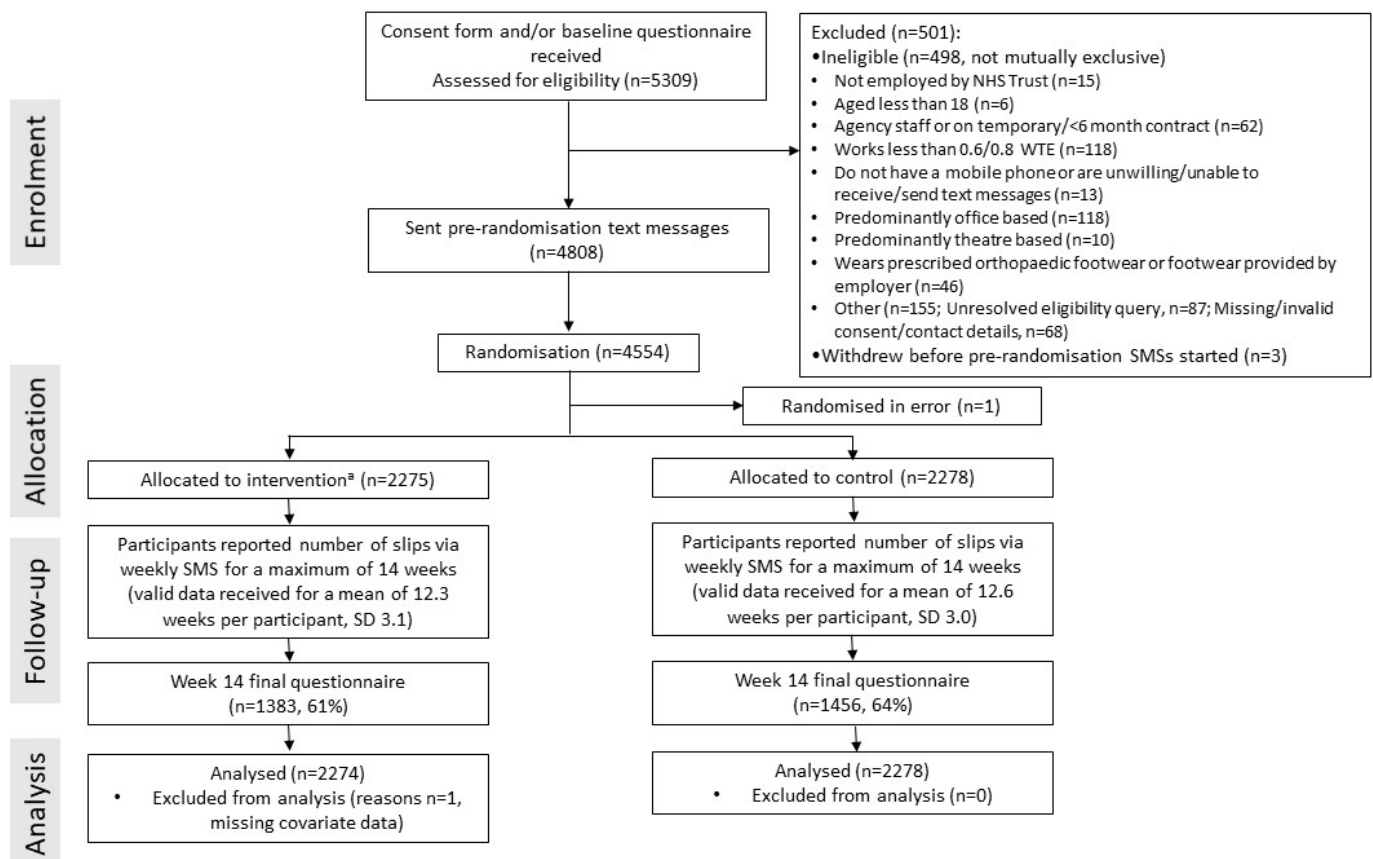 Consent form and/or baseline questionnaire
received
Assessed for eligibility (n=5309)
Excluded (n=501):
•Ineligible (n=498, not mutually exclusive)
• Not employed by NHS Trust (n=15)
• Aged less than 18 (n=6)
• Agency staff or on temporary/<6 month contract (n=62)
• Works less than 0.6/0.8 WTE (n=118)
• Do not have a mobile phone or are unwilling/unable to
receive/send text messages (n=13)
• Predominantly office based (n=118)
• Predominantly theatre based (n=10)
• Wears prescribed orthopaedic footwear or footwear provided by
employer (n=46)
• Other (n=155; Unresolved eligibility query, n=87; Missing/invalid
consent/contact details, n=68)
•Withdrew before pre-randomisation SMSs started (n=3)
Enrolment
Sent pre-randomisation text messages
(n=4808)
Randomisation (n=4554)
Randomised in error (n=1)
Allocation
Allocated to interventionª (n=2275)
Allocated to control (n=2278)
Follow-up
Participants reported number of slips via
weekly SMS for a maximum of 14 weeks
(valid data received for a mean of 12.3
weeks per participant, SD 3.1)
Participants reported number of slips via
weekly SMS for a maximum of 14 weeks
(valid data received for a mean of 12.6
weeks per participant, SD 3.0)
Week 14 final questionnaire
(n=1383, 61%)
Week 14 final questionnaire
(n=1456, 64%)
Analysis
Analysed (n=2274)
• Excluded from analysis (reasons n=1,
missing covariate data)
Analysed (n=2278)
• Excluded from analysis (n=0)